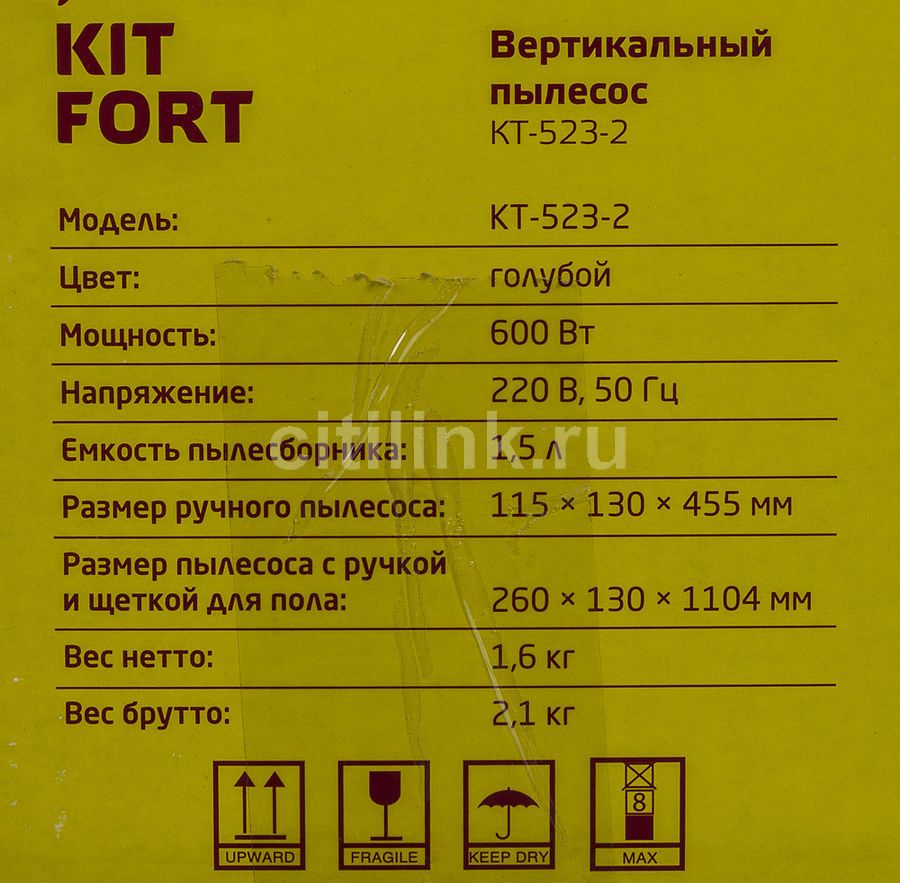 KIT
FORT
Вертикальный
пылесос
КТ-523-2
Модель: КТ-523-2
Цвет: голубой
Мощность: 600 Вт
Напряжение: 220 В, 50 Гц
Емкость пылесборника: 1,5 л
citilink.ru
Размер ручного пылесоса: 115 × 130 × 455 мм
Размер пылесоса с ручкой
и щеткой для пола: 260 × 130 × 1104 мм
Вес нетто: 1,6 кг
Вес брутто: 2,1 кг
8
UPWARD FRAGILE KEEP DRY MAX